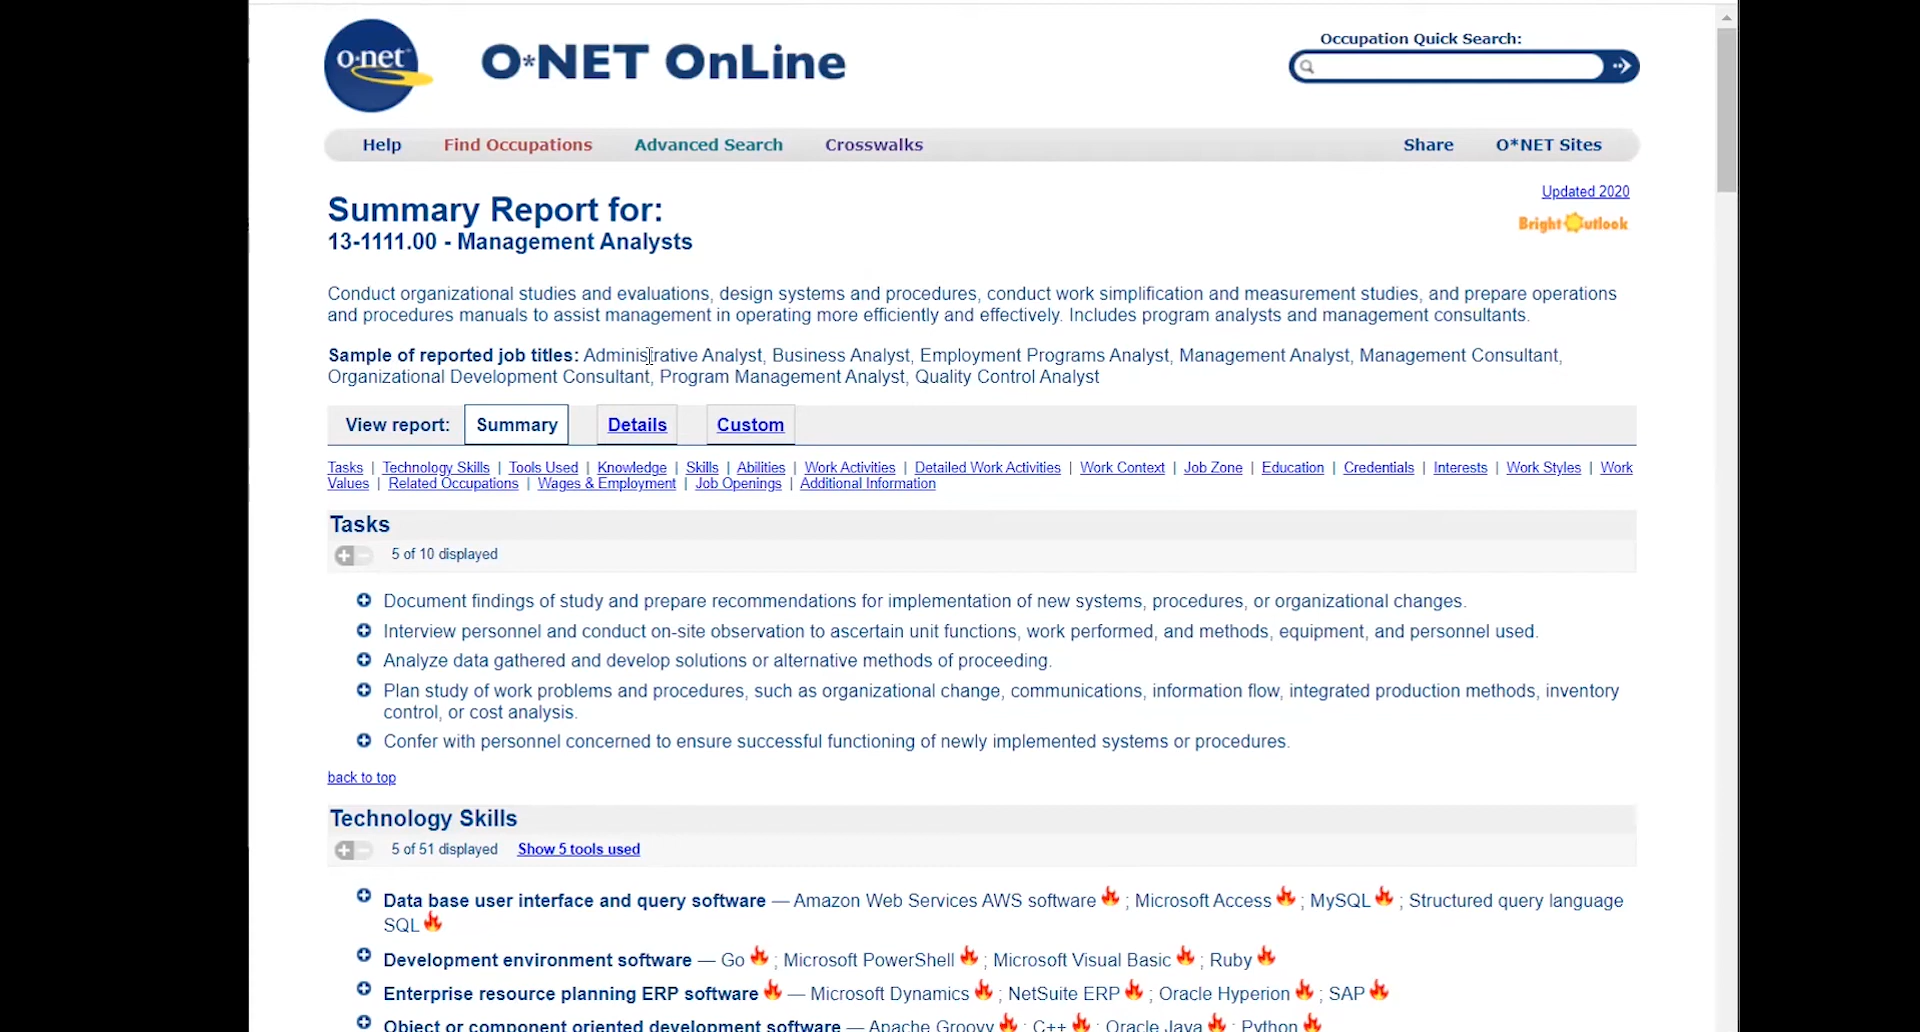 o·net
O*NET OnLine
Occupation Quick Search:
Help Find Occupations Advanced Search Crosswalks Share O*NET Sites
Updated 2020
Bright Outlook
Summary Report for:
13-1111.00 - Management Analysts
Conduct organizational studies and evaluations, design systems and procedures, conduct work simplification and measurement studies, and prepare operations
and procedures manuals to assist management in operating more efficiently and effectively. Includes program analysts and management consultants.
Sample of reported job titles: Administrative Analyst, Business Analyst, Employment Programs Analyst, Management Analyst, Management Consultant,
Organizational Development Consultant, Program Management Analyst, Quality Control Analyst
View report: Summary Details Custom
Tasks | Technology Skills | Tools Used | Knowledge | Skills | Abilities | Work Activities | Detailed Work Activities | Work Context | Job Zone | Education | Credentials | Interests | Work Styles | Work
Values | Related Occupations | Wages & Employment | Job Openings | Additional Information
Tasks
5 of 10 displayed
Document findings of study and prepare recommendations for implementation of new systems, procedures, or organizational changes.
Interview personnel and conduct on-site observation to ascertain unit functions, work performed, and methods, equipment, and personnel used.
Analyze data gathered and develop solutions or alternative methods of proceeding.
Plan study of work problems and procedures, such as organizational change, communications, information flow, integrated production methods, inventory
control, or cost analysis.
Confer with personnel concerned to ensure successful functioning of newly implemented systems or procedures.
back to top
Technology Skills
5 of 51 displayed Show 5 tools used
Data base user interface and query software — Amazon Web Services AWS software ; Microsoft Access ; MySQL ; Structured query language
SQL
Development environment software — Go ; Microsoft PowerShell ; Microsoft Visual Basic ; Ruby
Enterprise resource planning ERP software — Microsoft Dynamics ; NetSuite ERP ; Oracle Hyperion ; SAP
Object or component oriented development software — Apache Groovy ; C++ ; Oracle Java ; Python